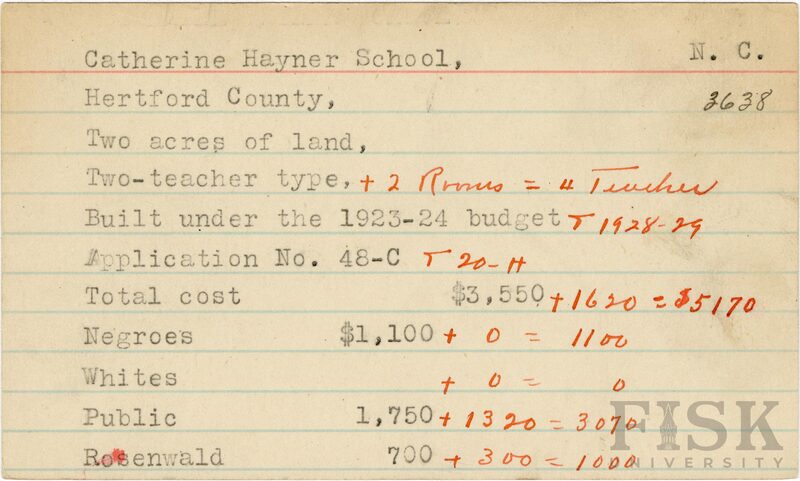 Catherine Hayner School, N. C.
Hertford County, 3638
Two acres of land,
Two-teacher type, + 2 Rooms = 4 Teacher
Built under the 1923-24 budget + 1928-29
Application No. 48-C + 20-H
Total cost $3,550 + 1620 = $5170
Negroes $1,100 + 0 = 1100
Whites + 0 = 0
Public 1,750 + 1320 = 3070
Rosenwald 700 + 300 = 1000
FISK
UNIVERSITY